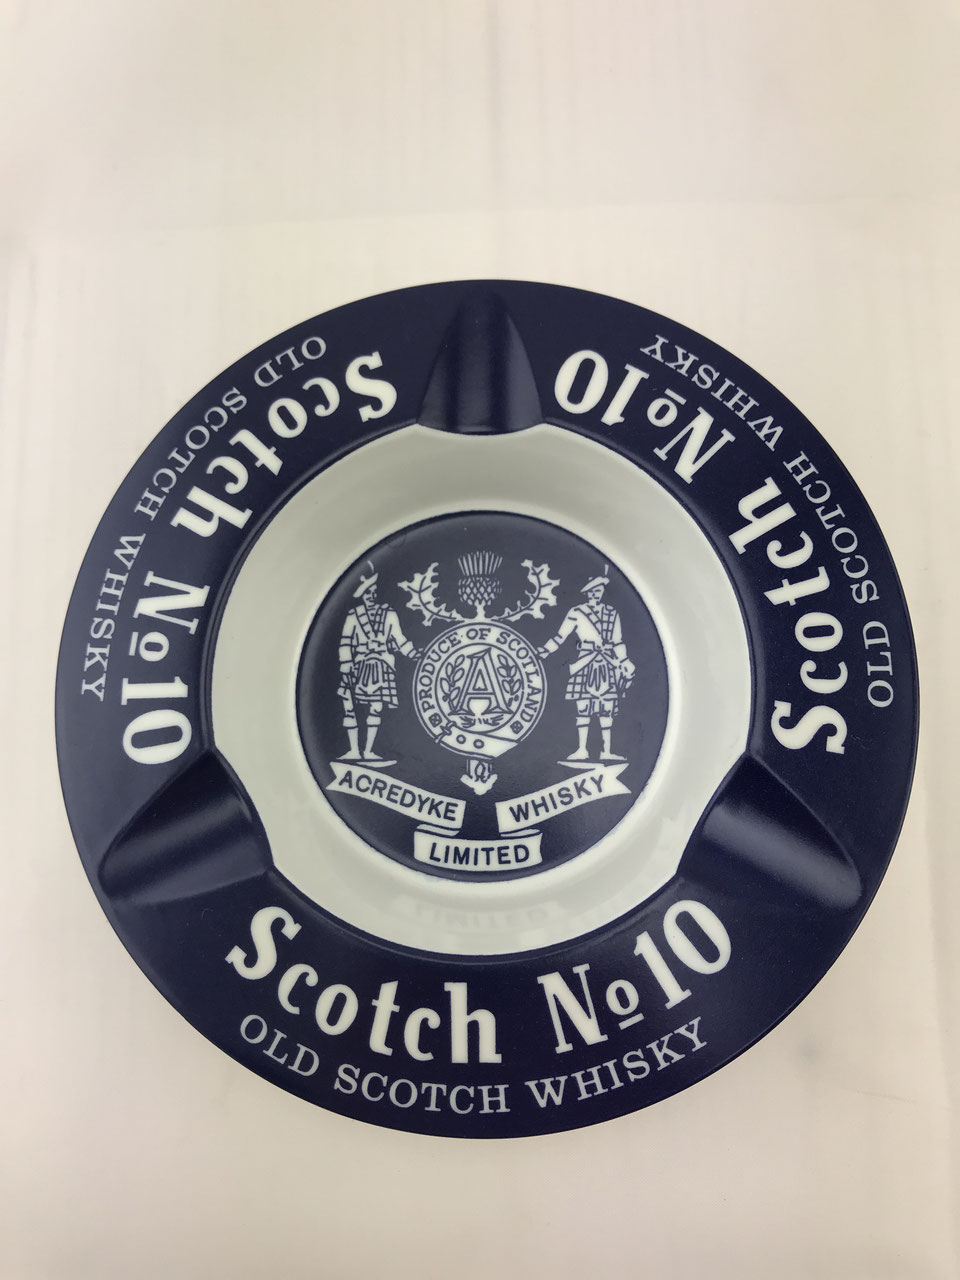 Scotch No10
OLD SCOTCH WHISKY
Scotch No10
OLD SCOTCH WHISKY
PRODUCE OF SCOTLAND
A
ACREDYKE WHISKY
LIMITED
Scotch No10
OLD SCOTCH WHISKY